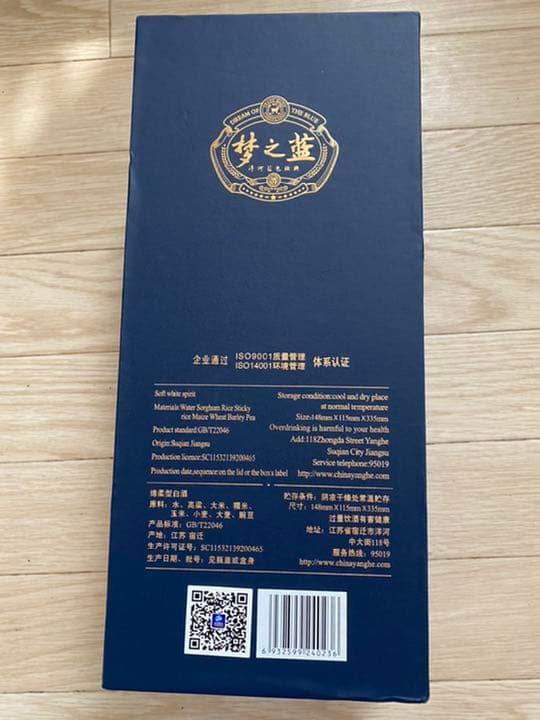 DREAM OF THE BLUE
梦之蓝
洋河蓝色经典
企业通过 ISO9001质量管理 体系认证
ISO14001环境管理
Soft white spirit
Materials:Water Sorghum Rice Sticky
rice Maize Wheat Barley Pea
Product standard:GB/T22046
Origin:Suqian Jiangsu
Production licence:SC11532139200465
Production date,sequence:on the lid or the box's label
Storage condition:cool and dry place
at normal temperature
Size:148mm X 115mm X 335mm
Overdrinking is harmful to your health
Add:118Zhongda Street Yanghe
Suqian City Jiangsu
Service telephone:95019
http://www.chinayanghe.com
绵柔型白酒
原料：水、高粱、大米、糯米、
玉米、小麦、大麦、豌豆
产品标准：GB/T22046
产地：江苏 宿迁
生产许可证号：SC11532139200465
生产日期、批号：见瓶盖或盒身
贮存条件：阴凉干燥处常温贮存
尺寸：148mm X 115mm X 335mm
过量饮酒有害健康
地址：江苏省宿迁市洋河
中大街118号
服务热线：95019
http://www.chinayanghe.com
6 932599 240236